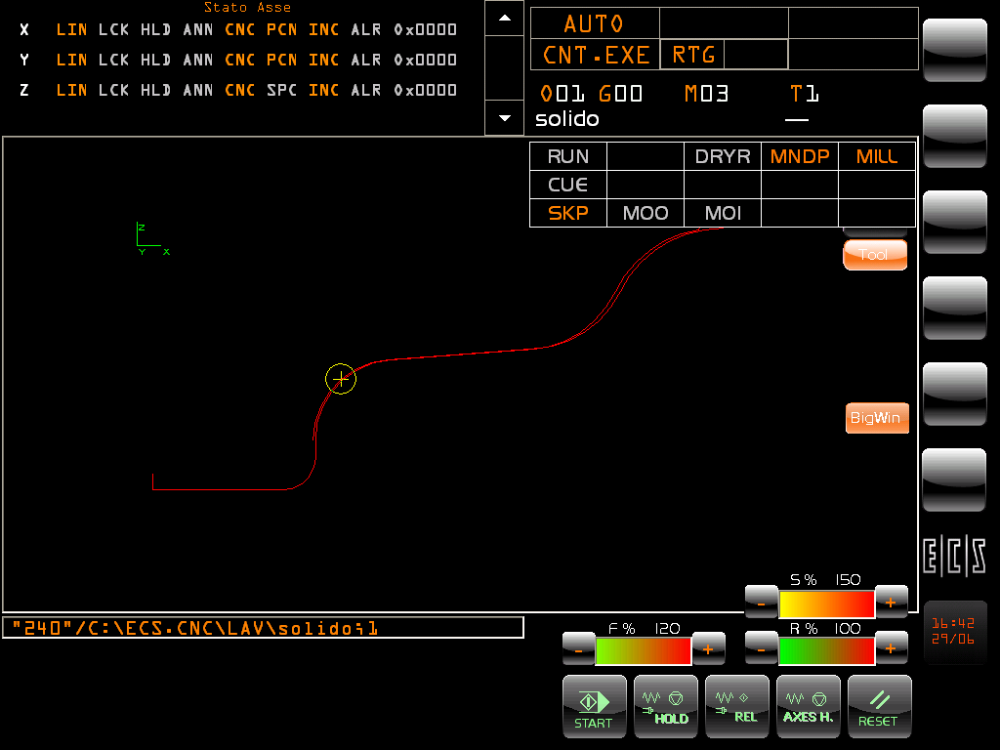 Stato Asse
X LIN LCK HLD ANN CNC PCN INC ALR 0x0000
Y LIN LCK HLD ANN CNC PCN INC ALR 0x0000
Z LIN LCK HLD ANN CNC SPC INC ALR 0x0000
AUTO
CNT.EXE RTG
O01 G00 M03 T1
solido
RUN DRYR MNDP MILL
CUE
SKP M00 M01
Z
Y X
Tool
BigWin
E|C|S
S % 150
- +
"240"/C:\ECS.CNC\LAV\solido;1
F % 120 R % 100
- + - +
16:42
29/06
START HOLD REL AXES H. RESET